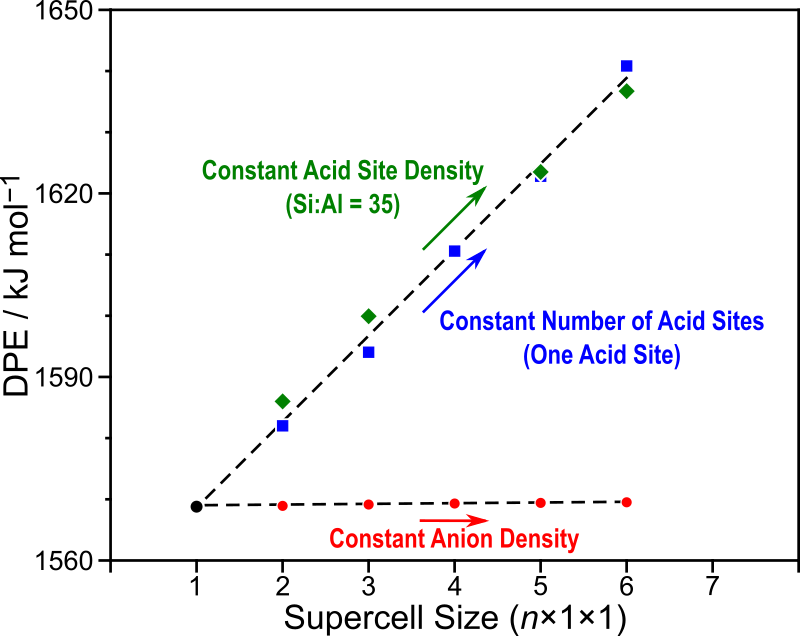 1650
1620
1590
1560
DPE / kJ mol⁻¹
Constant Acid Site Density
(Si:Al = 35)
Constant Number of Acid Sites
(One Acid Site)
Constant Anion Density
1 2 3 4 5 6 7
Supercell Size (n×1×1)